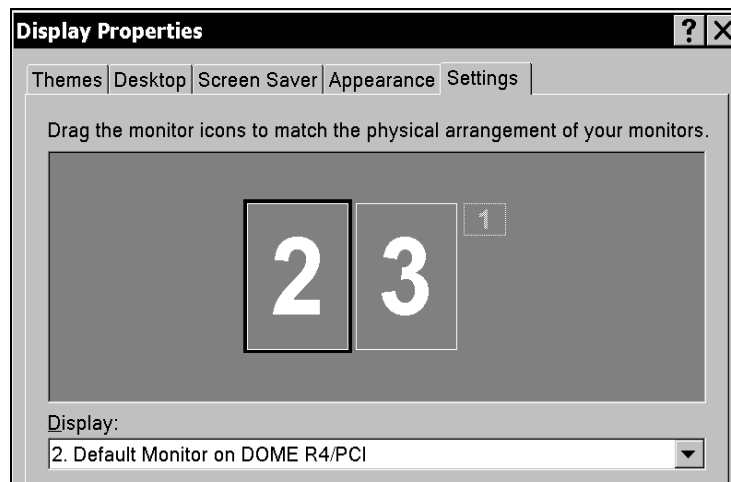 Display Properties
Themes Desktop Screen Saver Appearance Settings
Drag the monitor icons to match the physical arrangement of your monitors.
2 3 1
Display:
2. Default Monitor on DOME R4/PCI